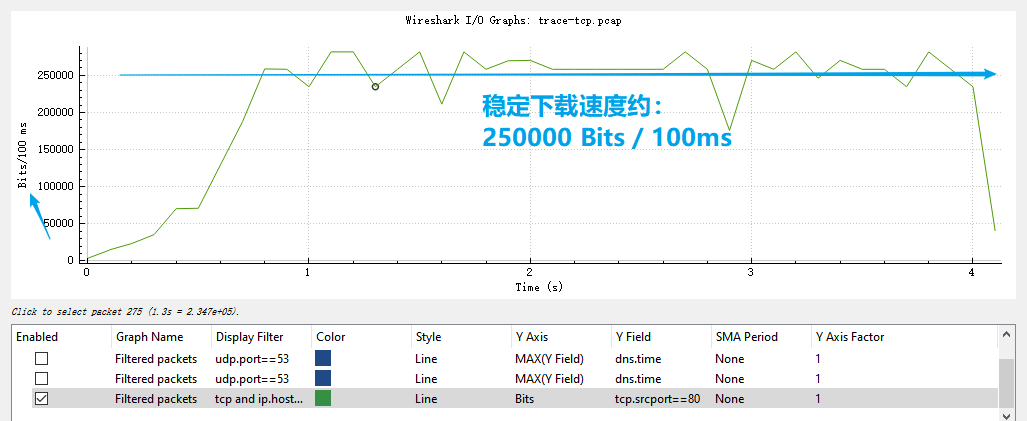 Wireshark I/O Graphs: trace-tcp.pcap
250000
200000
150000
100000
50000
0
Bits/100 ms
稳定下载速度约：
250000 Bits / 100ms
0
1
2
3
4
Time (s)
Click to select packet 275 (1.3s = 2.347e+05).
Enabled Graph Name Display Filter Color Style Y Axis Y Field SMA Period Y Axis Factor
Filtered packets udp.port==53 Line MAX(Y Field) dns.time None 1
Filtered packets udp.port==53 Line MAX(Y Field) dns.time None 1
Filtered packets tcp and ip.host... Line Bits tcp.srcport==80 None 1